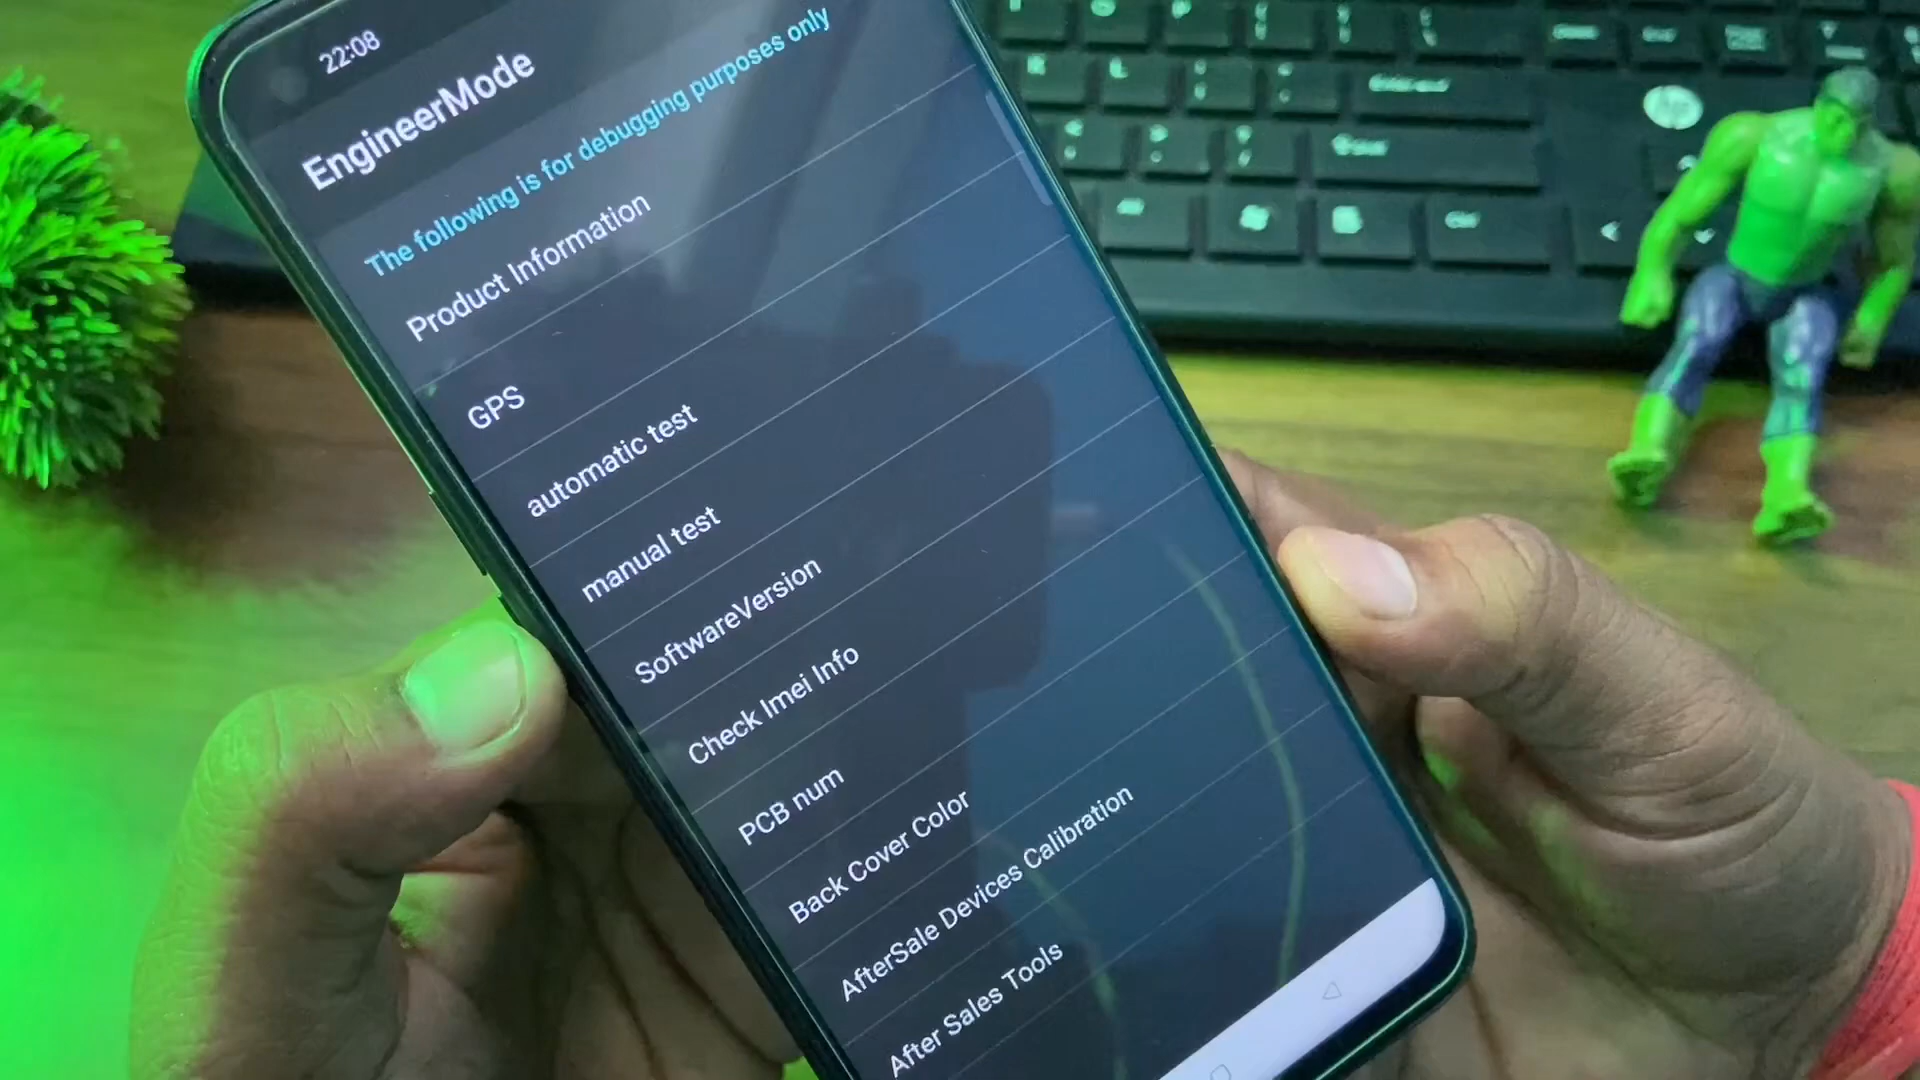 22:08
EngineerMode
The following is for debugging purposes only
Product Information
GPS
automatic test
manual test
SoftwareVersion
Check Imei Info
PCB num
Back Cover Color
AfterSale Devices Calibration
After Sales Tools
hp